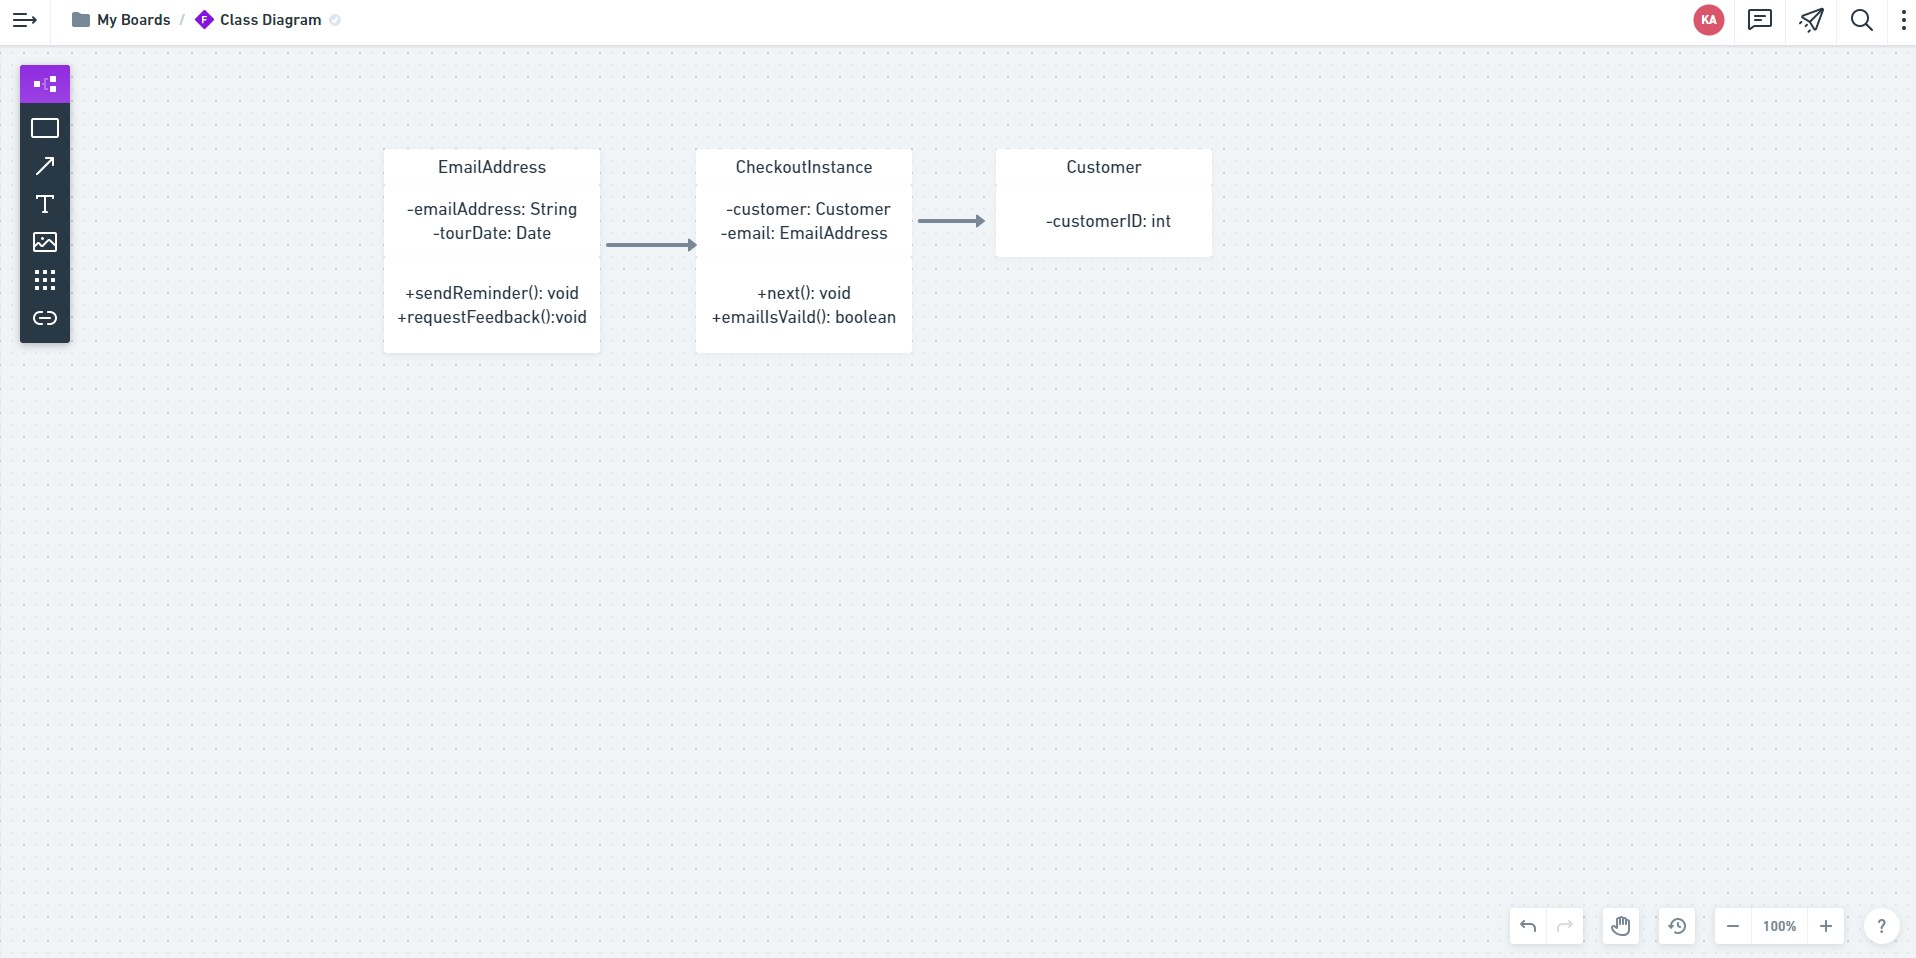 My Boards / Class Diagram
KA
F
EmailAddress
-emailAddress: String
-tourDate: Date
+sendReminder(): void
+requestFeedback():void
CheckoutInstance
-customer: Customer
-email: EmailAddress
+next(): void
+emailIsVaild(): boolean
Customer
-customerID: int
T
100%
?